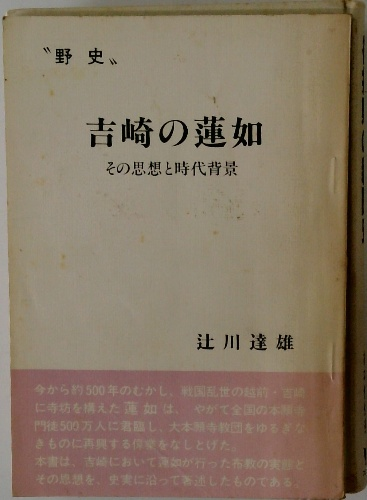 〝野史〟
吉崎の蓮如
その思想と時代背景
辻川達雄
今から約500年のむかし、戦国乱世の越前・吉崎
に寺坊を構えた蓮如は、やがて全国の本願寺
門徒500万人に君臨し、大本願寺教団をゆるぎな
きものに再興する偉業をなしとげた。
本書は、吉崎において蓮如が行った布教の実態と
その思想を、史実に沿って著述したものである。